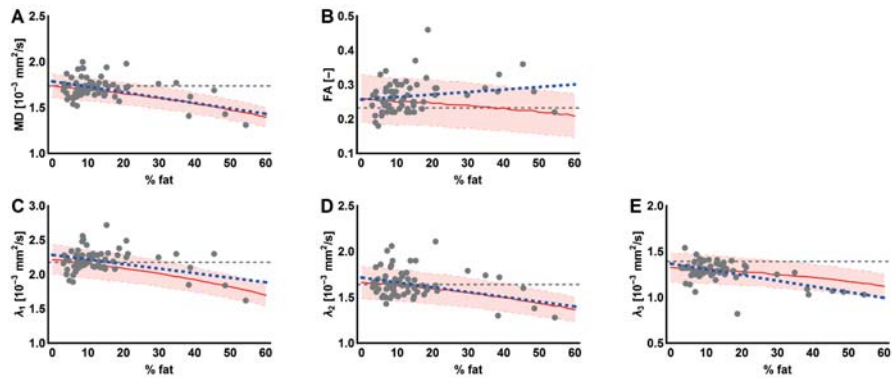 A
2.5
2.0
1.5
1.0
MD [10⁻³ mm²/s]
0 10 20 30 40 50 60
% fat
B
0.5
0.4
0.3
0.2
0.1
FA [–]
0 10 20 30 40 50 60
% fat
C
3.0
2.5
2.0
1.5
1.0
λ₁ [10⁻³ mm²/s]
0 10 20 30 40 50 60
% fat
D
2.5
2.0
1.5
1.0
λ₂ [10⁻³ mm²/s]
0 10 20 30 40 50 60
% fat
E
2.0
1.5
1.0
0.5
λ₃ [10⁻³ mm²/s]
0 10 20 30 40 50 60
% fat